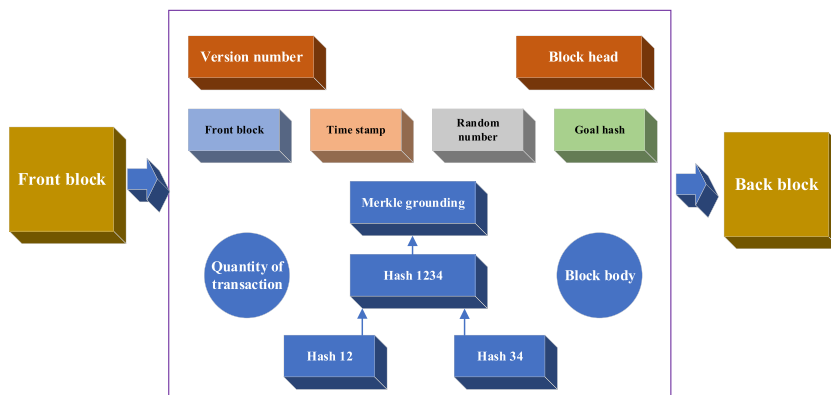 Version number
Block head
Front block
Time stamp
Random
number
Goal hash
Front block
Back block
Merkle grounding
Quantity of
transaction
Hash 1234
Block body
Hash 12
Hash 34